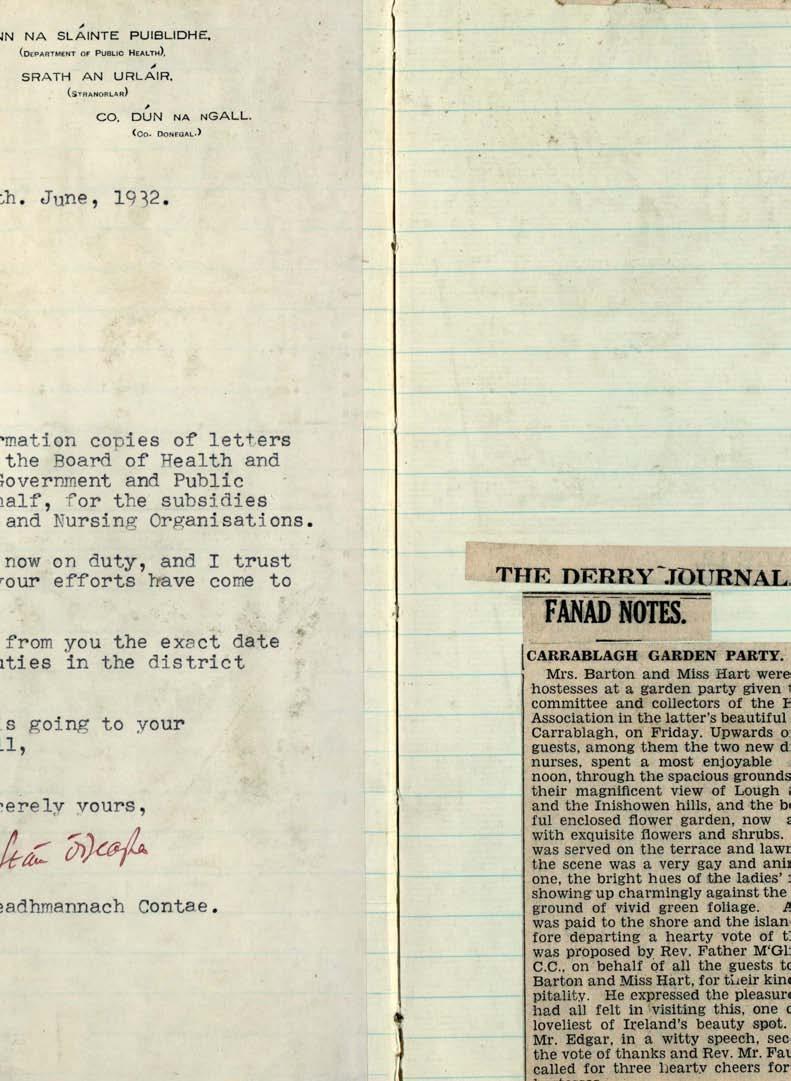 NN NA SLÁINTE PUIBLIDHE,
(DEPARTMENT OF PUBLIC HEALTH),
SRATH AN URLÁIR,
(STRANORLAR)
CO. DÚN NA NGALL.
(CO. DONEGAL.)
th. June, 1932.
rmation copies of letters
the Board of Health and
Government and Public
half, for the subsidies
and Nursing Organisations.
now on duty, and I trust
your efforts have come to
from you the exact date
uties in the district
s going to your
ll,
cerely yours,
eadhmannach Contae.
THE DERRY JOURNAL.
FANAD NOTES.
CARRABLAGH GARDEN PARTY.
Mrs. Barton and Miss Hart were
hostesses at a garden party given
committee and collectors of the
Association in the latter's beautiful
Carrablagh, on Friday. Upwards o
guests, among them the two new d
nurses, spent a most enjoyable
noon, through the spacious grounds
their magnificent view of Lough
and the Inishowen hills, and the be
ful enclosed flower garden, now a
with exquisite flowers and shrubs.
was served on the terrace and lawn
the scene was a very gay and ani
one, the bright hues of the ladies'
showing up charmingly against the
ground of vivid green foliage. A
was paid to the shore and the islan
fore departing a hearty vote of t
was proposed by Rev. Father M'Gl
C.C., on behalf of all the guests to
Barton and Miss Hart, for their kin
pitality. He expressed the pleasure
had all felt in visiting this, one o
loveliest of Ireland's beauty spot.
Mr. Edgar, in a witty speech, sec
the vote of thanks and Rev. Mr. Fau
called for three hearty cheers for